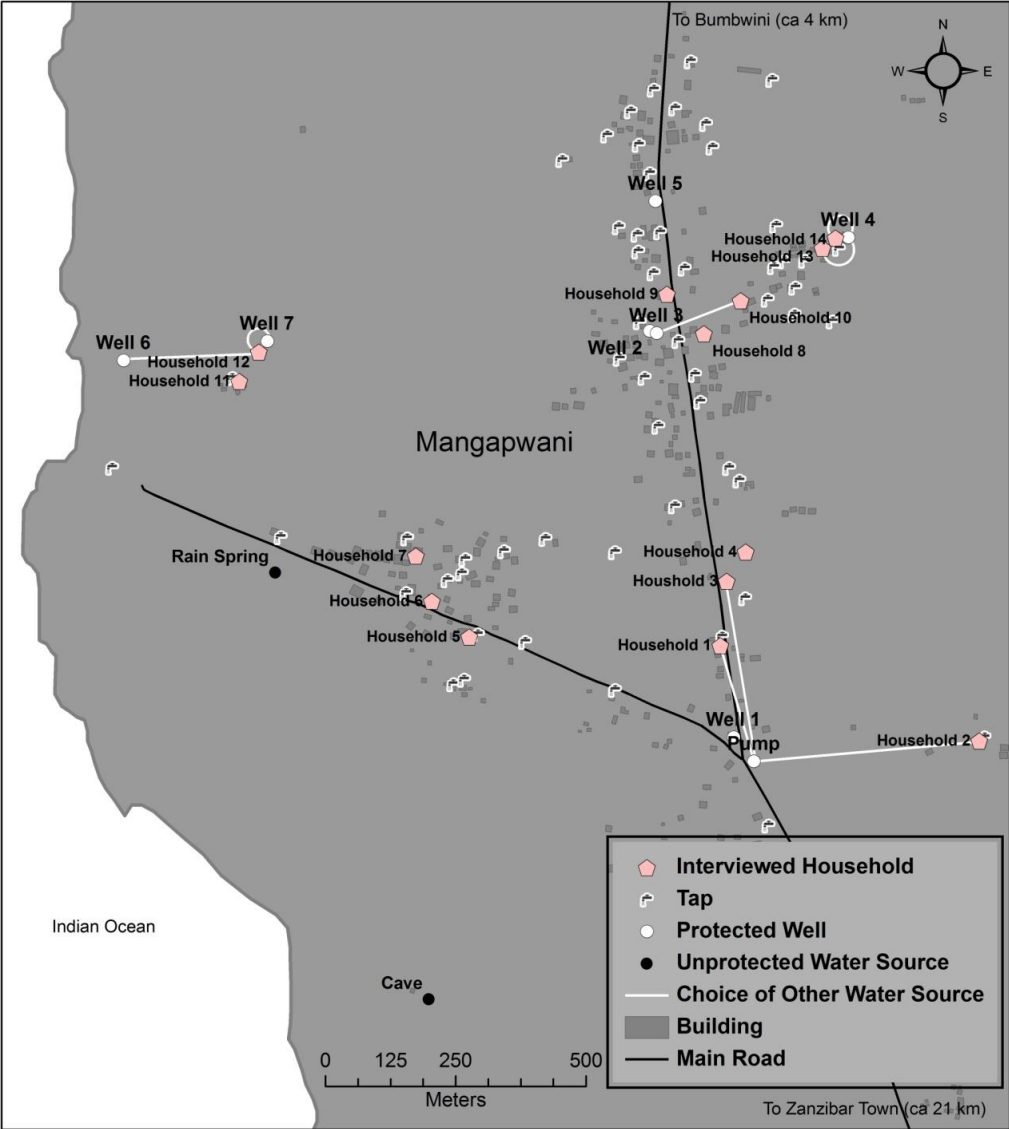 To Bumbwini (ca 4 km)
N
W
E
S
Well 5
Well 4
Household 14
Household 13
Household 9
Household 10
Well 3
Well 2
Household 8
Well 7
Well 6
Household 12
Household 11
Mangapwani
Rain Spring
Household 7
Household 4
Houshold 3
Household 6
Household 5
Household 1
Well 1
Pump
Household 2
Indian Ocean
Cave
0 125 250 500
Meters
Interviewed Household
Tap
Protected Well
Unprotected Water Source
Choice of Other Water Source
Building
Main Road
To Zanzibar Town (ca 21 km)